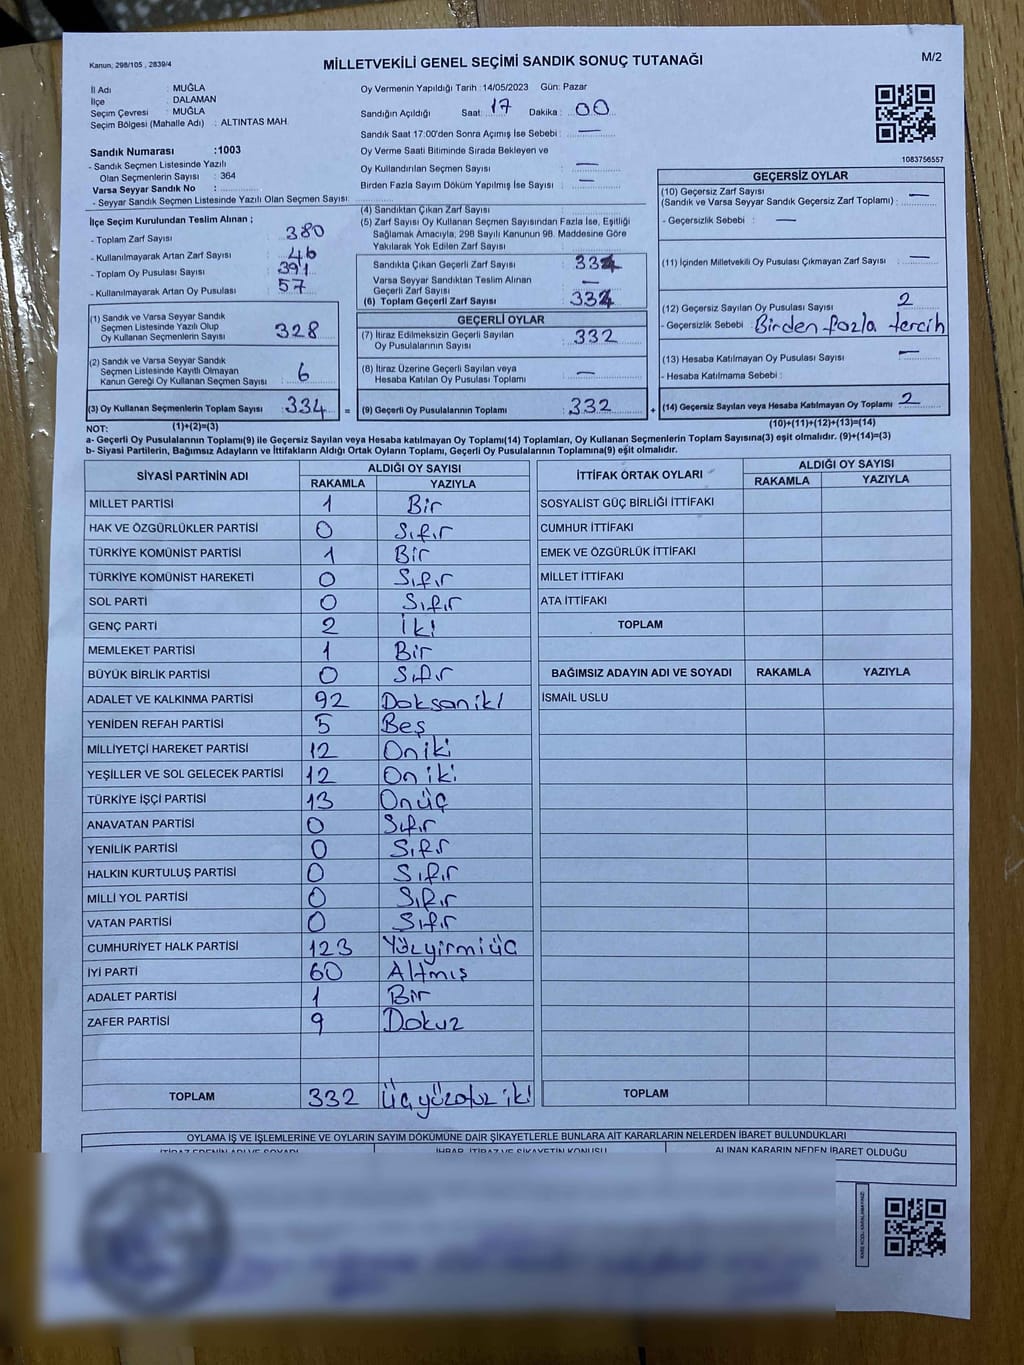 Kanun, 298/105 , 2839/4
MİLLETVEKİLİ GENEL SEÇİMİ SANDIK SONUÇ TUTANAĞI
M/2
İl Adı : MUĞLA
İlçe : DALAMAN
Seçim Çevresi : MUĞLA
Seçim Bölgesi (Mahalle Adı) : ALTINTAS MAH.
Sandık Numarası :1003
- Sandık Seçmen Listesinde Yazılı
Olan Seçmenlerin Sayısı : 364
Varsa Seyyar Sandık No :
- Seyyar Sandık Seçmen Listesinde Yazılı Olan Seçmen Sayısı
Oy Vermenin Yapıldığı Tarih :14/05/2023 Gün: Pazar
Sandığın Açıldığı Saat: 17 Dakika : 00
Sandık Saat 17:00'den Sonra Açımış İse Sebebi : —
Oy Verme Saati Bitiminde Sırada Bekleyen ve
Oy Kullandırılan Seçmen Sayısı : —
Birden Fazla Sayım Döküm Yapılmış İse Sayısı : —
1083756557
İlçe Seçim Kurulundan Teslim Alınan ;
- Toplam Zarf Sayısı : 380
- Kullanılmayarak Artan Zarf Sayısı : 46
- Toplam Oy Pusulası Sayısı : 391
- Kullanılmayarak Artan Oy Pusulası : 57
(1) Sandık ve Varsa Seyyar Sandık
Seçmen Listesinde Yazılı Olup
Oy Kullanan Seçmenlerin Sayısı : 328
(2) Sandık ve Varsa Seyyar Sandık
Seçmen Listesinde Kayıtlı Olmayan
Kanun Gereği Oy Kullanan Seçmen Sayısı : 6
(3) Oy Kullanan Seçmenlerin Toplam Sayısı : 334 =
(1)+(2)=(3)
(4) Sandıktan Çıkan Zarf Sayısı :
(5) Zarf Sayısı Oy Kullanan Seçmen Sayısından Fazla İse, Eşitliği
Sağlamak Amacıyla, 298 Sayılı Kanunun 98. Maddesine Göre
Yakılarak Yok Edilen Zarf Sayısı :
Sandıkta Çıkan Geçerli Zarf Sayısı : 334
Varsa Seyyar Sandıktan Teslim Alınan
Geçerli Zarf Sayısı : —
(6) Toplam Geçerli Zarf Sayısı : 334
GEÇERLİ OYLAR
(7) İtiraz Edilmeksizin Geçerli Sayılan
Oy Pusulalarının Sayısı : 332
(8) İtiraz Üzerine Geçerli Sayılan veya
Hesaba Katılan Oy Pusulası Toplamı : —
(9) Geçerli Oy Pusulalarının Toplamı : 332 +
GEÇERSİZ OYLAR
(10) Geçersiz Zarf Sayısı
(Sandık ve Varsa Seyyar Sandık Geçersiz Zarf Toplamı) : —
- Geçersizlik Sebebi : —
(11) İçinden Milletvekili Oy Pusulası Çıkmayan Zarf Sayısı : —
(12) Geçersiz Sayılan Oy Pusulası Sayısı : 2
- Geçersizlik Sebebi : Birden fazla tercih
(13) Hesaba Katılmayan Oy Pusulası Sayısı : —
- Hesaba Katılmama Sebebi :
(14) Geçersiz Sayılan veya Hesaba Katılmayan Oy Toplamı : 2
(10)+(11)+(12)+(13)=(14)
NOT:
a- Geçerli Oy Pusulalarının Toplamı(9) ile Geçersiz Sayılan veya Hesaba katılmayan Oy Toplamı(14) Toplamları, Oy Kullanan Seçmenlerin Toplam Sayısına(3) eşit olmalıdır. (9)+(14)=(3)
b- Siyasi Partilerin, Bağımsız Adayların ve İttifakların Aldığı Ortak Oyların Toplamı, Geçerli Oy Pusulalarının Toplamına(9) eşit olmalıdır.
SİYASİ PARTİNİN ADI ALDIĞI OY SAYISI
RAKAMLA YAZIYLA
MİLLET PARTİSİ 1 Bir
HAK VE ÖZGÜRLÜKLER PARTİSİ 0 Sıfır
TÜRKİYE KOMÜNİST PARTİSİ 1 Bir
TÜRKİYE KOMÜNİST HAREKETİ 0 Sıfır
SOL PARTİ 0 Sıfır
GENÇ PARTİ 2 İki
MEMLEKET PARTİSİ 1 Bir
BÜYÜK BİRLİK PARTİSİ 0 Sıfır
ADALET VE KALKINMA PARTİSİ 92 Doksaniki
YENİDEN REFAH PARTİSİ 5 Beş
MİLLİYETÇİ HAREKET PARTİSİ 12 Oniki
YEŞİLLER VE SOL GELECEK PARTİSİ 12 Oniki
TÜRKİYE İŞÇİ PARTİSİ 13 Onüç
ANAVATAN PARTİSİ 0 Sıfır
YENİLİK PARTİSİ 0 Sıfır
HALKIN KURTULUŞ PARTİSİ 0 Sıfır
MİLLİ YOL PARTİSİ 0 Sıfır
VATAN PARTİSİ 0 Sıfır
CUMHURİYET HALK PARTİSİ 123 Yüzyirmiüç
İYİ PARTİ 60 Altmış
ADALET PARTİSİ 1 Bir
ZAFER PARTİSİ 9 Dokuz
TOPLAM 332 Üçyüzotuziki
İTTİFAK ORTAK OYLARI ALDIĞI OY SAYISI
RAKAMLA YAZIYLA
SOSYALİST GÜÇ BİRLİĞİ İTTİFAKI
CUMHUR İTTİFAKI
EMEK VE ÖZGÜRLÜK İTTİFAKI
MİLLET İTTİFAKI
ATA İTTİFAKI
TOPLAM
BAĞIMSIZ ADAYIN ADI VE SOYADI RAKAMLA YAZIYLA
İSMAİL USLU
TOPLAM
OYLAMA İŞ VE İŞLEMLERİNE VE OYLARIN SAYIM DÖKÜMÜNE DAİR ŞİKAYETLERLE BUNLARA AİT KARARLARIN NELERDEN İBARET BULUNDUKLARI
İTİRAZ EDENİN ADI VE SOYADI İHBAR, İTİRAZ VE ŞİKAYETİN KONUSU ALINAN KARARIN NEDEN İBARET OLDUĞU